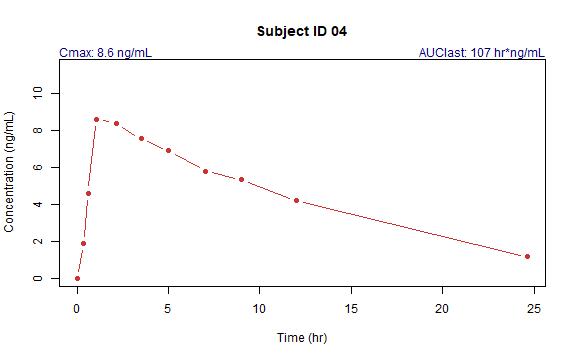 Subject ID 04
Cmax: 8.6 ng/mL
AUClast: 107 hr*ng/mL
Concentration (ng/mL)
10
8
6
4
2
0
0 5 10 15 20 25
Time (hr)